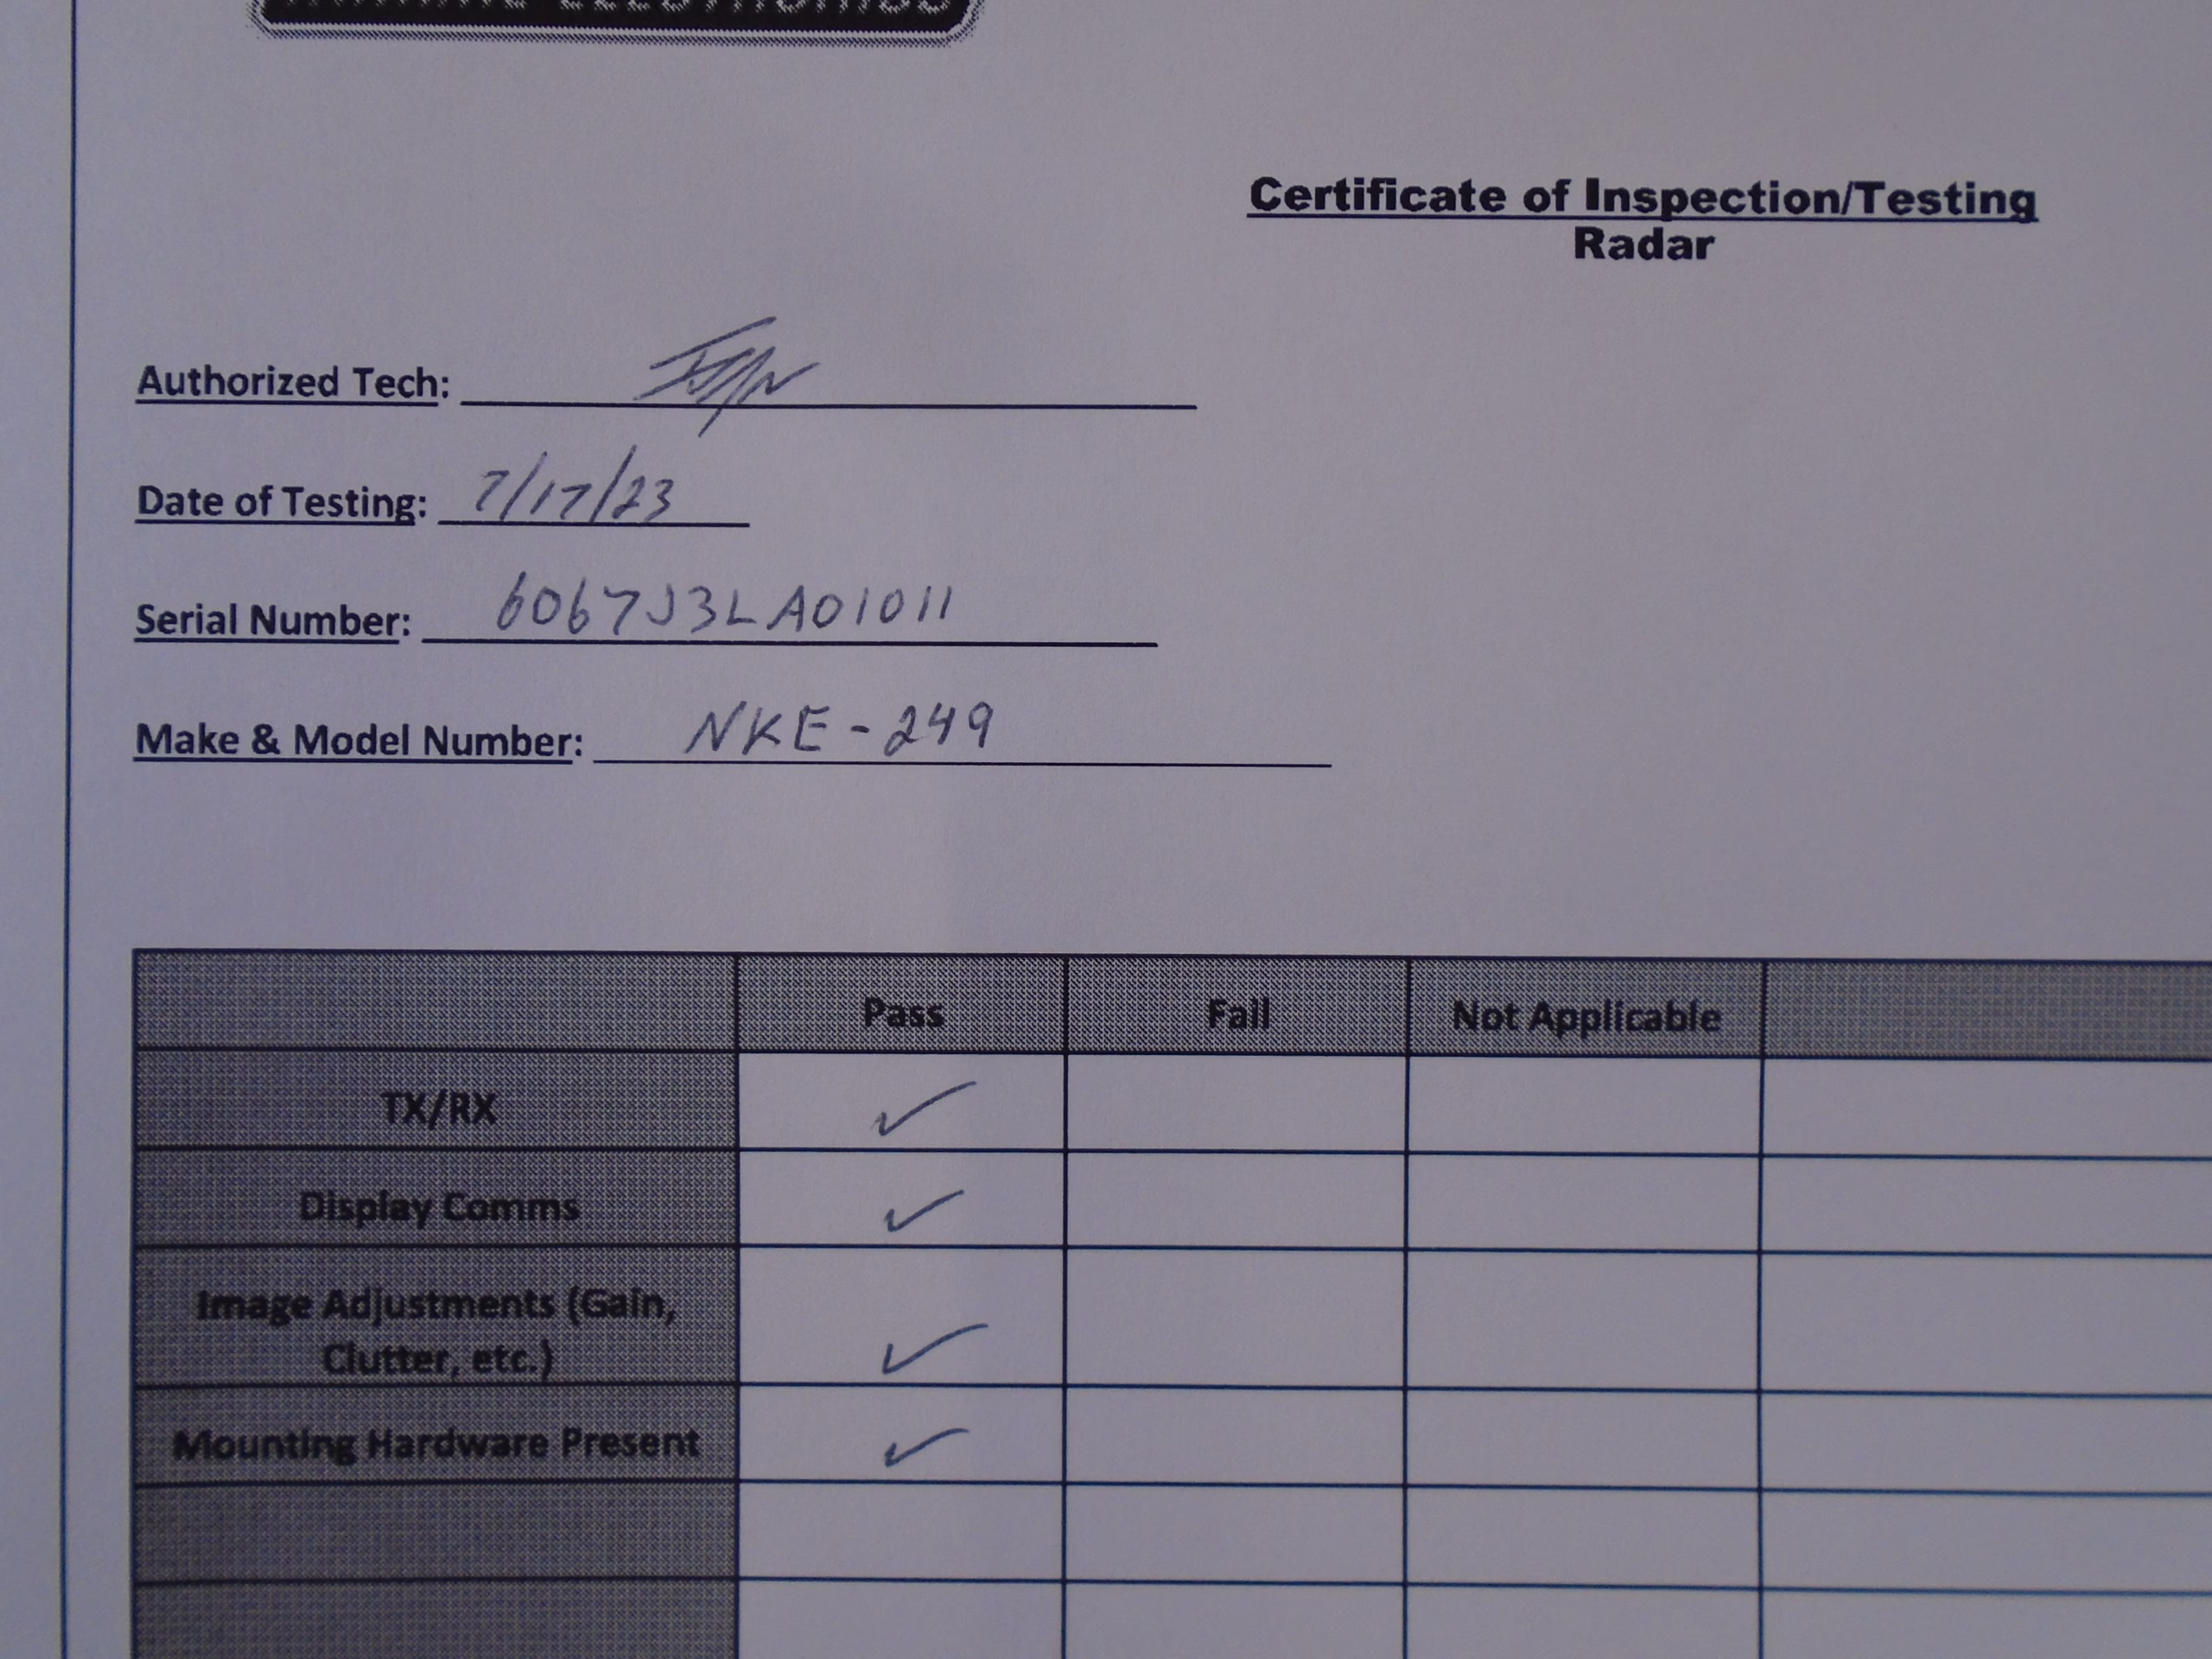 ELECTRONICS
Certificate of Inspection/Testing
Radar
Authorized Tech:
Date of Testing: 7/17/23
Serial Number: 6067J3LA01011
Make & Model Number: NKE-249
Pass Fail Not Applicable
TX/RX ✓
Display Comms ✓
Image Adjustments (Gain,
Clutter, etc.) ✓
Mounting Hardware Present ✓